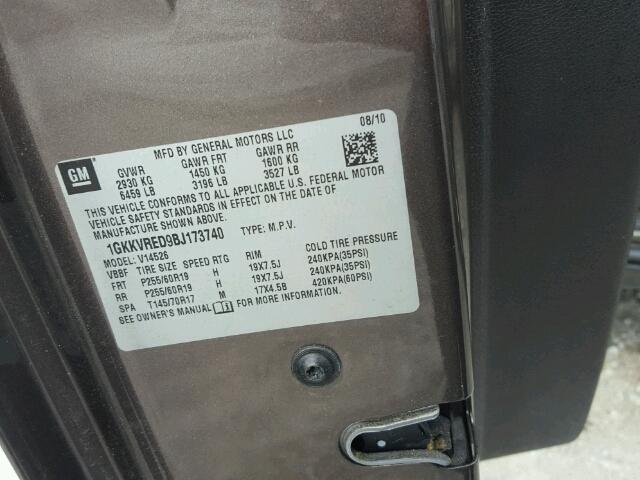 08/10
MFD BY GENERAL MOTORS LLC
GM
GVWR GAWR FRT GAWR RR
2930 KG 1450 KG 1600 KG
6459 LB 3196 LB 3527 LB
THIS VEHICLE CONFORMS TO ALL APPLICABLE U.S. FEDERAL MOTOR
VEHICLE SAFETY STANDARDS IN EFFECT ON THE DATE OF
MANUFACTURE SHOWN ABOVE.
1GKKVRED9BJ173740 TYPE: M.P.V.
MODEL: V14526
VBBF TIRE SIZE SPEED RTG RIM COLD TIRE PRESSURE
FRT P255/60R19 H 19X7.5J 240KPA(35PSI)
RR P255/60R19 H 19X7.5J 240KPA(35PSI)
SPA T145/70R17 M 17X4.5B 420KPA(60PSI)
SEE OWNER'S MANUAL FOR MORE INFORMATION.